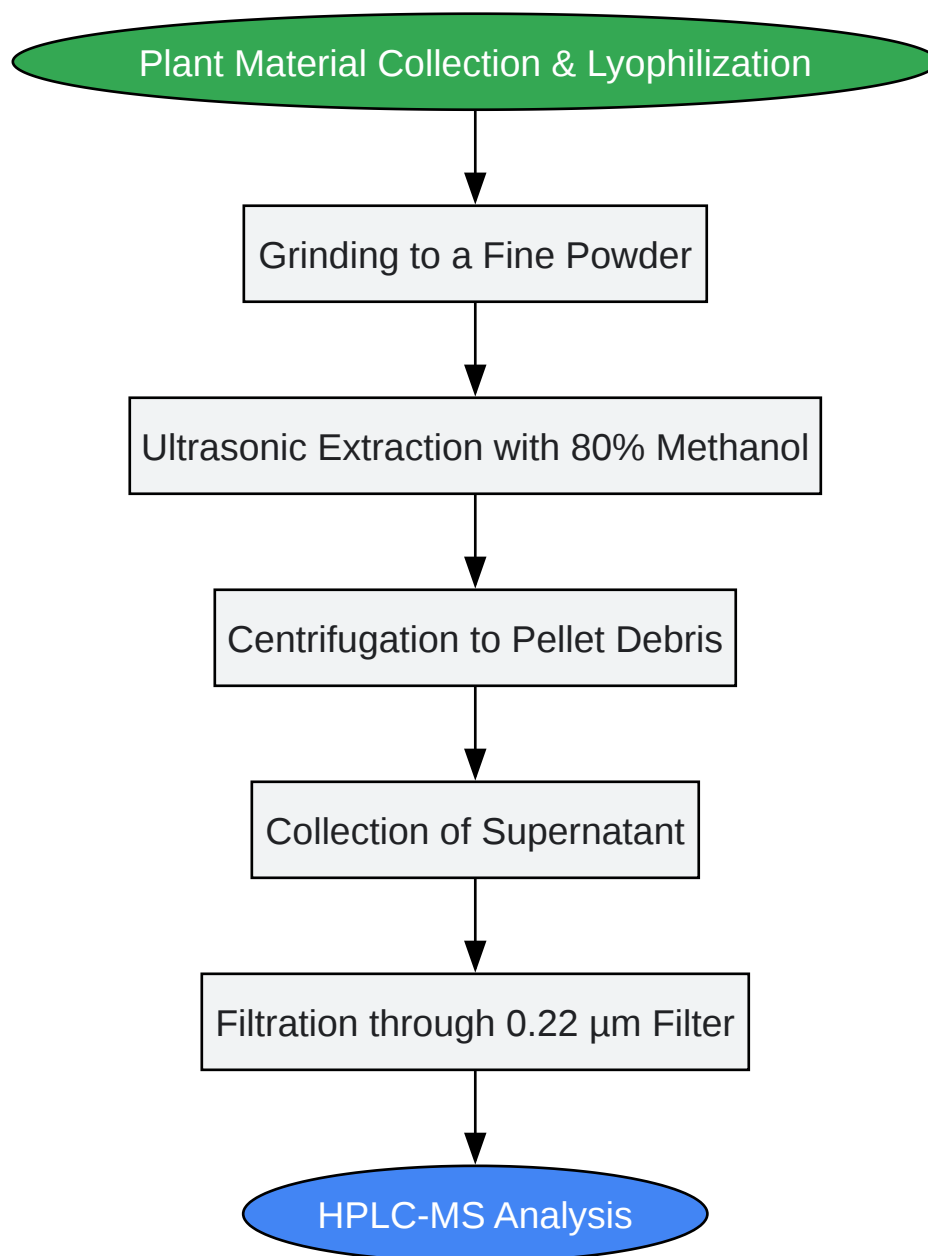 Plant Material Collection & Lyophilization
Grinding to a Fine Powder
Ultrasonic Extraction with 80% Methanol
Centrifugation to Pellet Debris
Collection of Supernatant
Filtration through 0.22 µm Filter
HPLC-MS Analysis